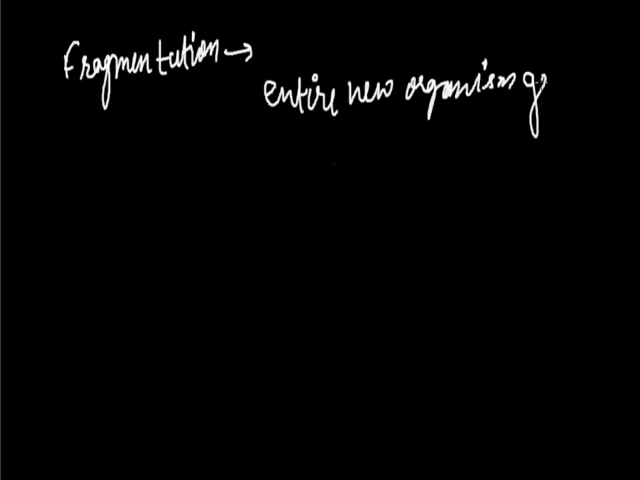 Fragmentation →
entire new organism g